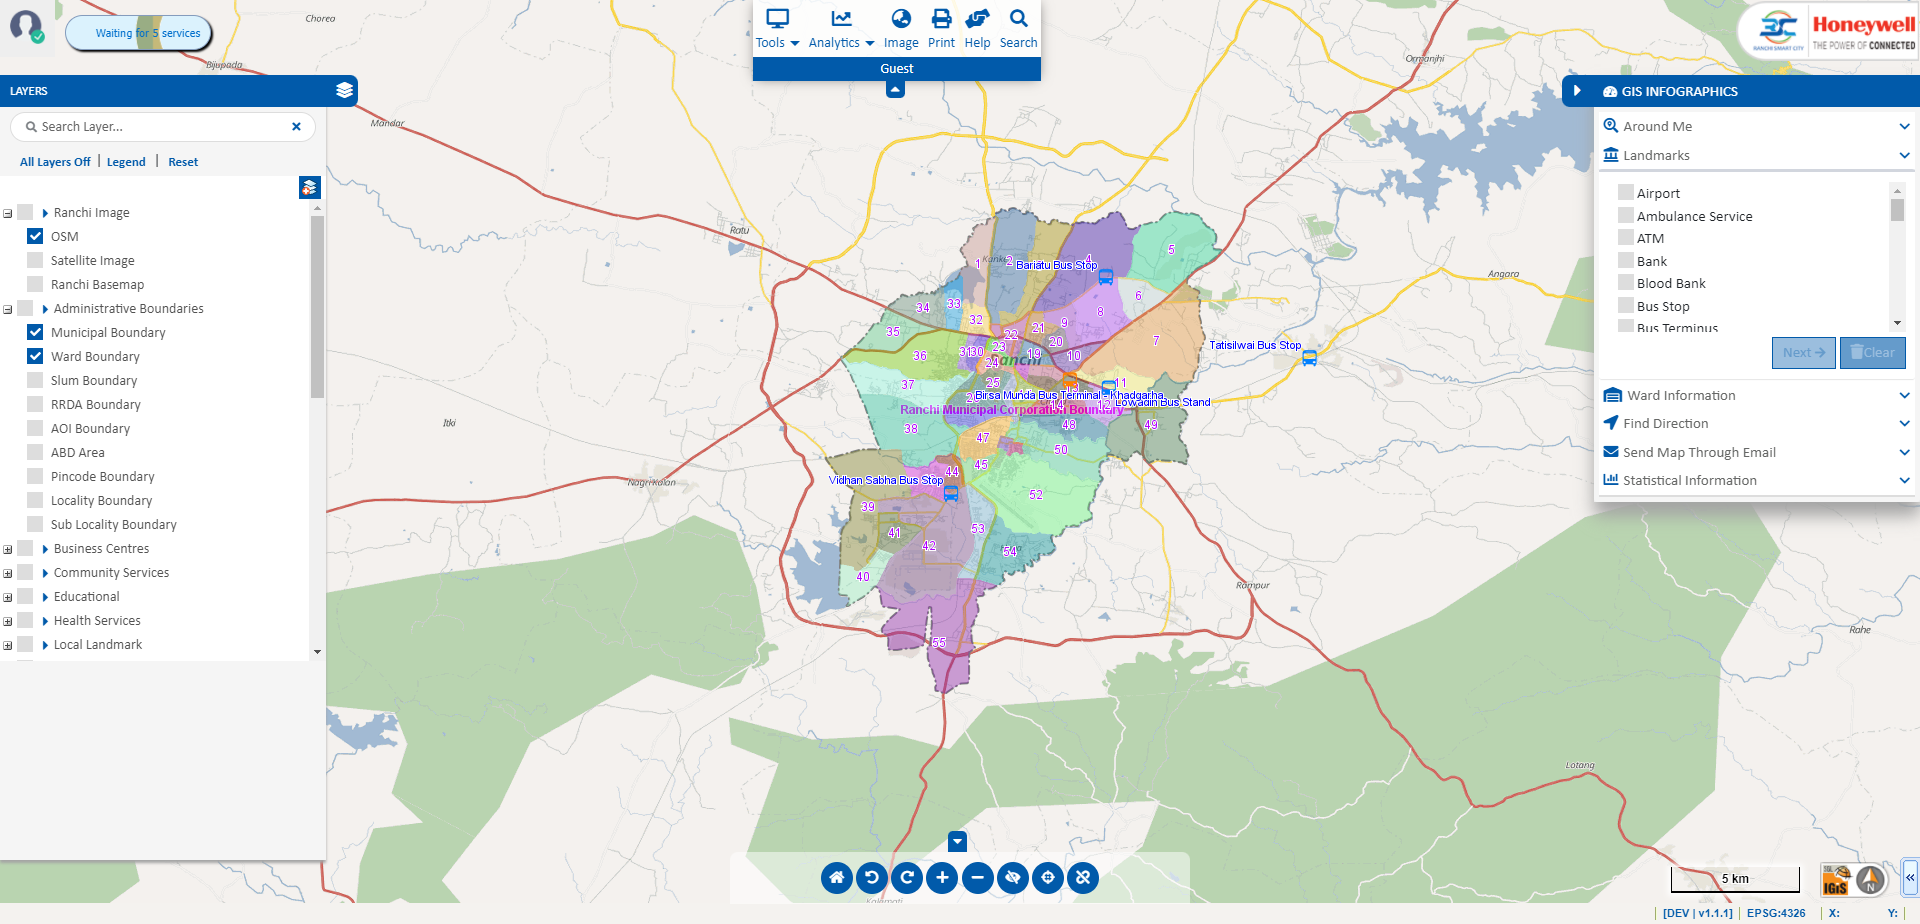 Waiting for 5 services
Tools
Analytics
Image
Print
Help
Search
Guest
RANCHI SMART CITY
Honeywell
THE POWER OF CONNECTED
LAYERS
Search Layer...
All Layers Off
Legend
Reset
Ranchi Image
OSM
Satellite Image
Ranchi Basemap
Administrative Boundaries
Municipal Boundary
Ward Boundary
Slum Boundary
RRDA Boundary
AOI Boundary
ABD Area
Pincode Boundary
Locality Boundary
Sub Locality Boundary
Business Centres
Community Services
Educational
Health Services
Local Landmark
GIS INFOGRAPHICS
Around Me
Landmarks
Airport
Ambulance Service
ATM
Bank
Blood Bank
Bus Stop
Bus Terminus
Next
Clear
Ward Information
Find Direction
Send Map Through Email
Statistical Information
Chorea
Bijupada
Mandar
Ratu
Itki
Nagri Kalan
Ormanjhi
Angara
Rampur
Rahe
Lotang
Kalamati
1
2
4
5
Bariatu Bus Stop
6
33
34
8
32
9
21
22
35
7
20
23
Tatisilwai Bus Stop
36
31
30
19
10
24
Ranchi
37
25
11
Birsa Munda Bus Terminal - Khadgarha
Lowadih Bus Stand
Ranchi Municipal Corporation Boundary
14
12
38
48
49
47
50
45
44
Vidhan Sabha Bus Stop
52
39
53
41
42
54
40
55
5 km
IGiS
N
[DEV | v1.1.1]
EPSG:4326
X:
Y: